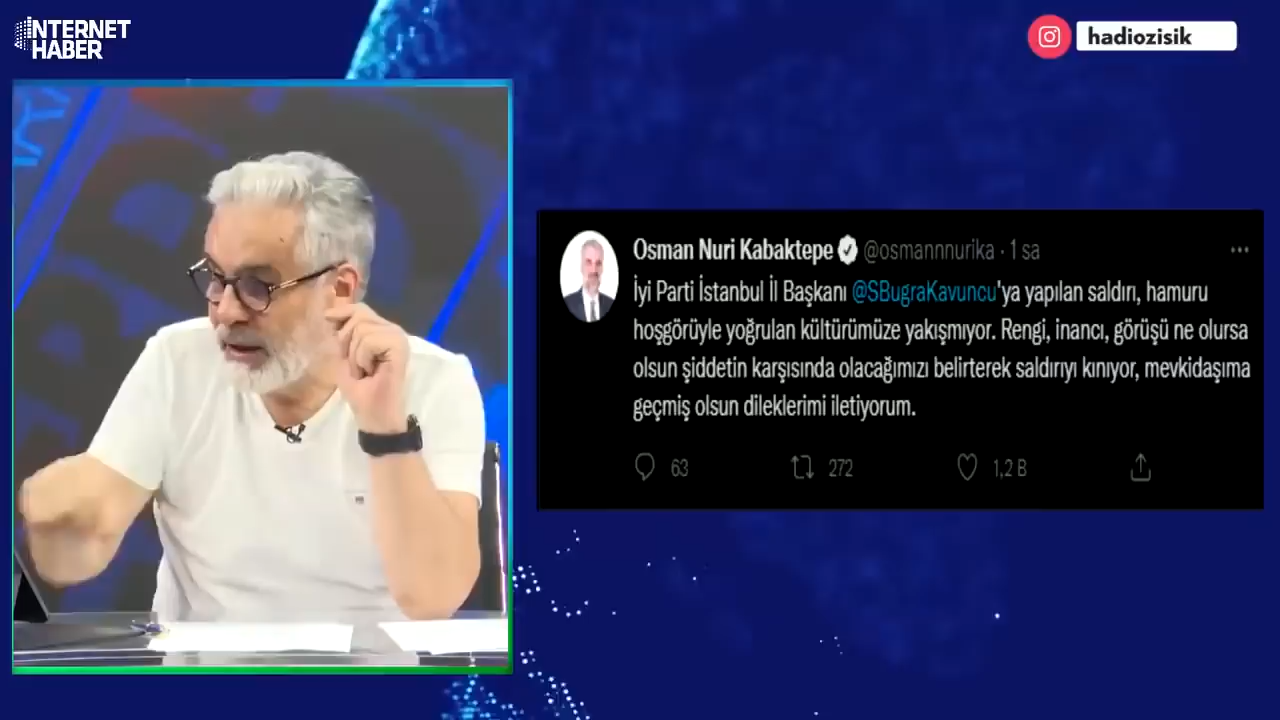 İNTERNET
HABER
hadiozisik
Osman Nuri Kabaktepe @osmannnurika · 1 sa
İyi Parti İstanbul İl Başkanı @SBugraKavuncu'ya yapılan saldırı, hamuru
hoşgörüyle yoğrulan kültürümüze yakışmıyor. Rengi, inancı, görüşü ne olursa
olsun şiddetin karşısında olacağımızı belirterek saldırıyı kınıyor, mevkidaşıma
geçmiş olsun dileklerimi iletiyorum.
63 272 1,2 B